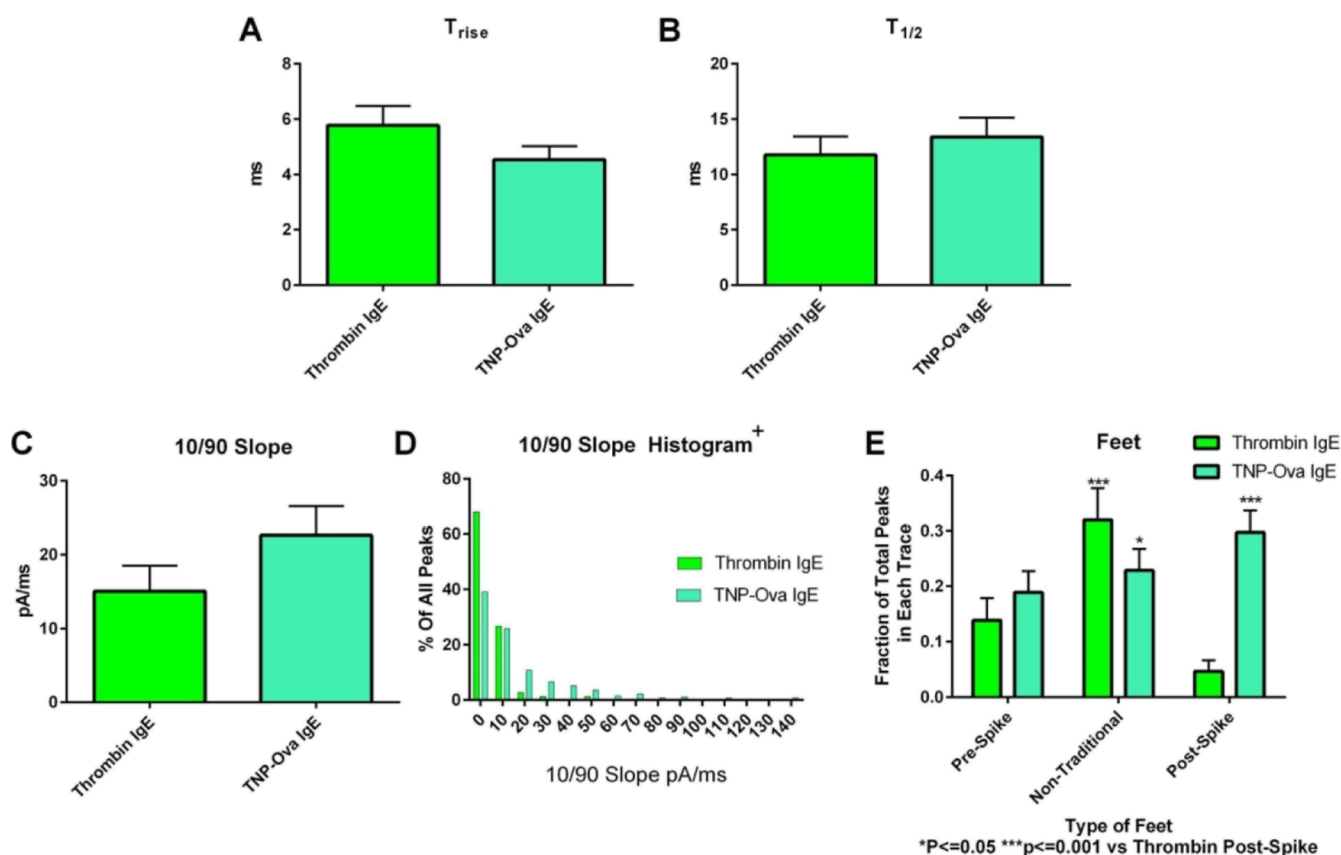 A
T rise
8
6
4
2
0
ms
Thrombin IgE
TNP-Ova IgE
B
T 1/2
20
15
10
5
0
ms
Thrombin IgE
TNP-Ova IgE
C
10/90 Slope
30
20
10
0
pA/ms
Thrombin IgE
TNP-Ova IgE
D
10/90 Slope Histogram +
80
60
40
20
0
% Of All Peaks
Thrombin IgE
TNP-Ova IgE
0 10 20 30 40 50 60 70 80 90 100 110 120 130 140
10/90 Slope pA/ms
E
Feet
Thrombin IgE
TNP-Ova IgE
0.4
0.3
0.2
0.1
0.0
Fraction of Total Peaks
in Each Trace
***
*
***
Pre-Spike
Non-Traditional
Post-Spike
Type of Feet
*P<=0.05 ***p<=0.001 vs Thrombin Post-Spike